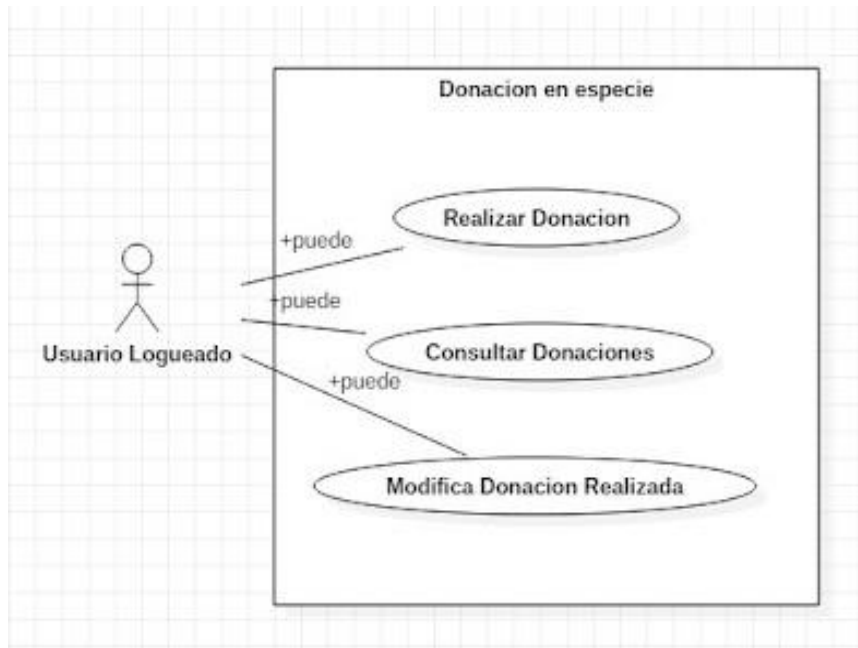 Donacion en especie
Realizar Donacion
+puede
+puede
Usuario Logueado
Consultar Donaciones
+puede
Modifica Donacion Realizada